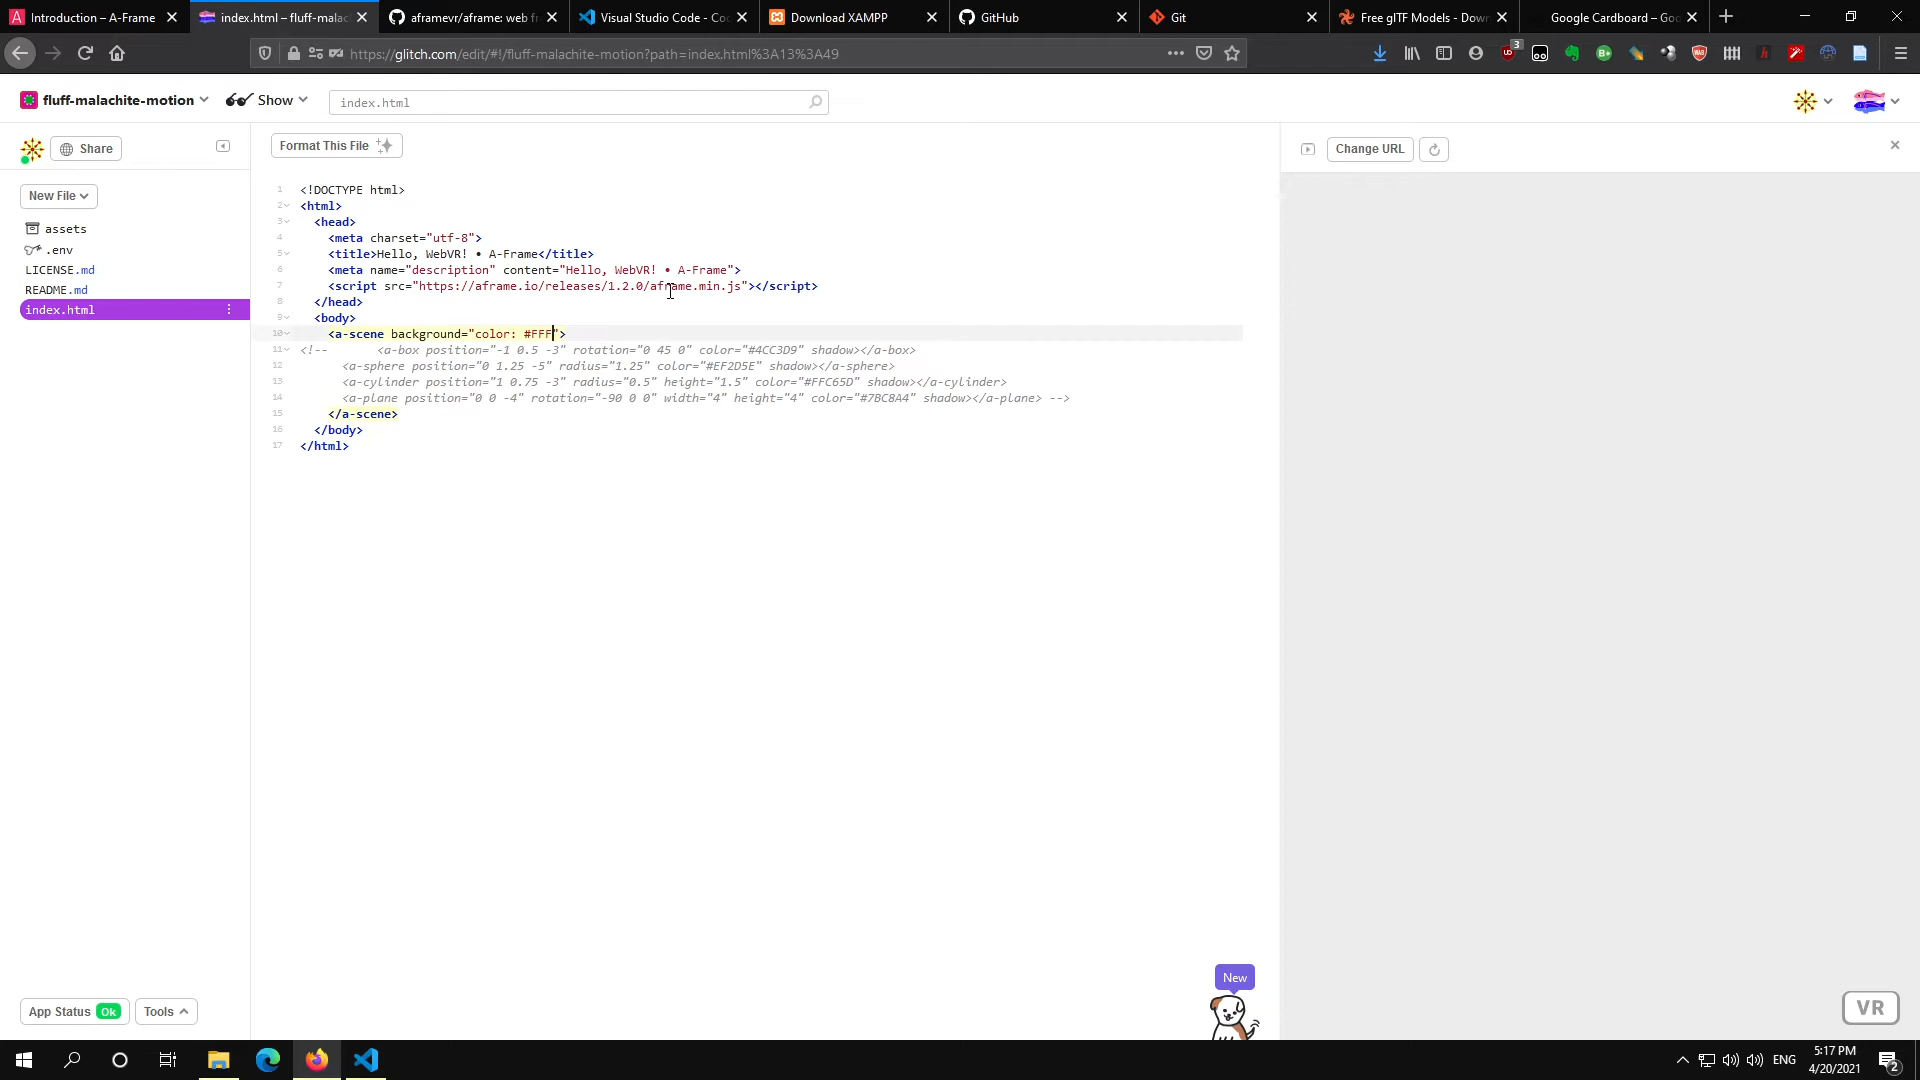 Introduction – A-Frame
index.html – fluff-malac
aframevr/aframe: web fr
Visual Studio Code - Co
Download XAMPP
GitHub
Git
Free glTF Models - Down
Google Cardboard – Goo
https://glitch.com/edit/#!/fluff-malachite-motion?path=index.html%3A13%3A49
3
fluff-malachite-motion
Show
index.html
Share
Format This File
Change URL
New File
assets
.env
LICENSE.md
README.md
index.html
1 <!DOCTYPE html>
2 <html>
3 <head>
4 <meta charset="utf-8">
5 <title>Hello, WebVR! • A-Frame</title>
6 <meta name="description" content="Hello, WebVR! • A-Frame">
7 <script src="https://aframe.io/releases/1.2.0/aframe.min.js"></script>
8 </head>
9 <body>
10 <a-scene background="color: #FFF">
11 <!-- <a-box position="-1 0.5 -3" rotation="0 45 0" color="#4CC3D9" shadow></a-box>
12 <a-sphere position="0 1.25 -5" radius="1.25" color="#EF2D5E" shadow></a-sphere>
13 <a-cylinder position="1 0.75 -3" radius="0.5" height="1.5" color="#FFC65D" shadow></a-cylinder>
14 <a-plane position="0 0 -4" rotation="-90 0 0" width="4" height="4" color="#7BC8A4" shadow></a-plane> -->
15 </a-scene>
16 </body>
17 </html>
New
App Status Ok
Tools
VR
ENG
5:17 PM
4/20/2021
2